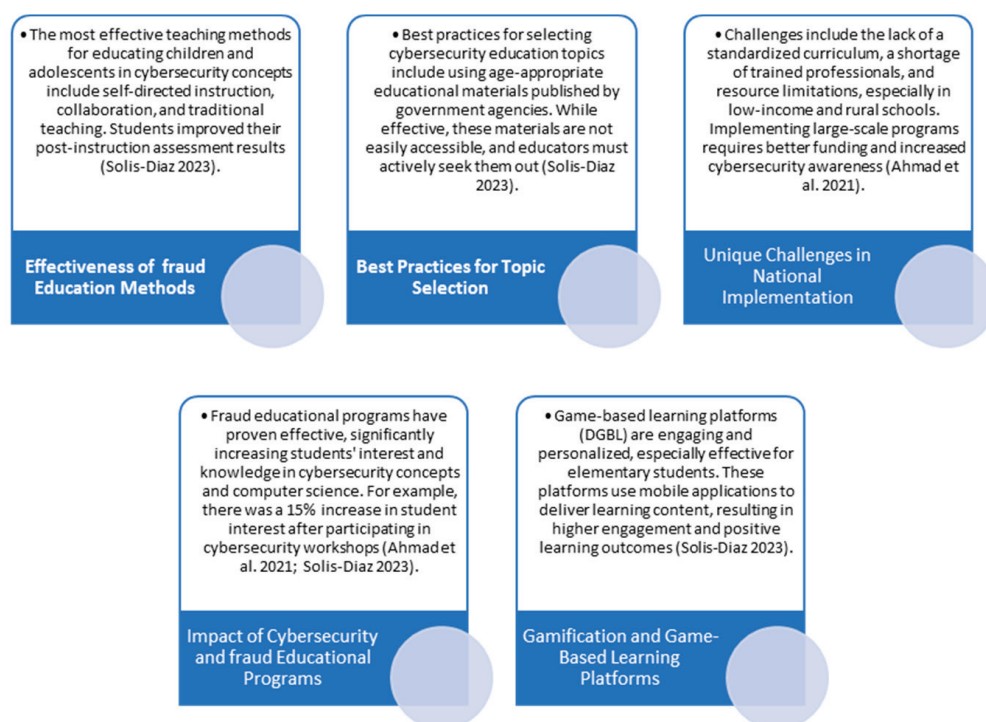 • The most effective teaching methods
for educating children and
adolescents in cybersecurity concepts
include self-directed instruction,
collaboration, and traditional
teaching. Students improved their
post-instruction assessment results
(Solis-Diaz 2023).
Effectiveness of fraud
Education Methods
• Best practices for selecting
cybersecurity education topics
include using age-appropriate
educational materials published by
government agencies. While
effective, these materials are not
easily accessible, and educators must
actively seek them out (Solis-Diaz
2023).
Best Practices for Topic
Selection
• Challenges include the lack of a
standardized curriculum, a shortage
of trained professionals, and
resource limitations, especially in
low-income and rural schools.
Implementing large-scale programs
requires better funding and increased
cybersecurity awareness (Ahmad et
al. 2021).
Unique Challenges in
National
Implementation
• Fraud educational programs have
proven effective, significantly
increasing students' interest and
knowledge in cybersecurity concepts
and computer science. For example,
there was a 15% increase in student
interest after participating in
cybersecurity workshops (Ahmad et
al. 2021; Solis-Diaz 2023).
Impact of Cybersecurity
and fraud Educational
Programs
• Game-based learning platforms
(DGBL) are engaging and
personalized, especially effective for
elementary students. These
platforms use mobile applications to
deliver learning content, resulting in
higher engagement and positive
learning outcomes (Solis-Diaz 2023).
Gamification and Game-
Based Learning
Platforms